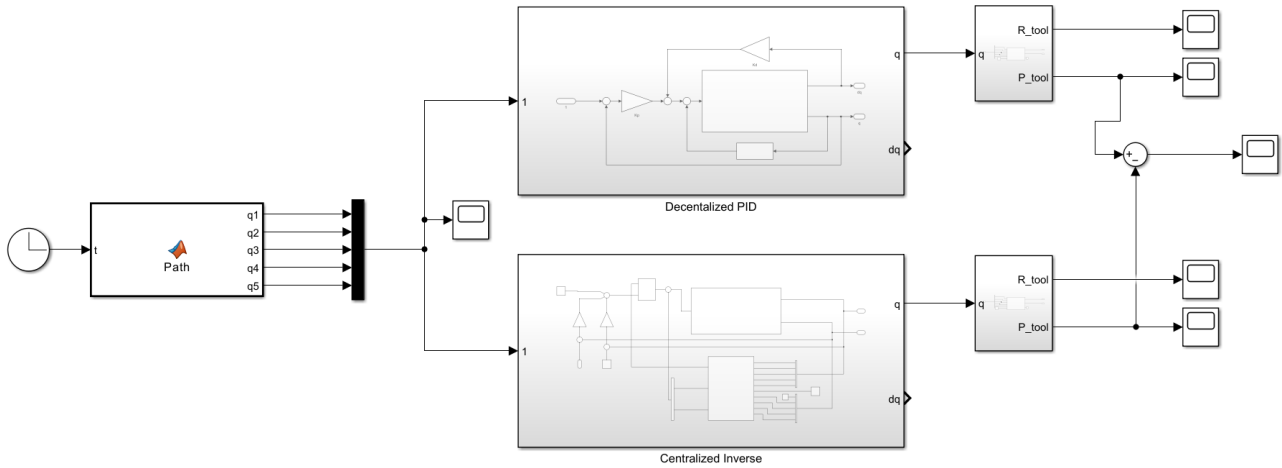 R_tool
q
q
P_tool
1
dq
Decentalized PID
q1
q2
t
q3
Path
q4
q5
R_tool
q
q
P_tool
1
dq
Centralized Inverse